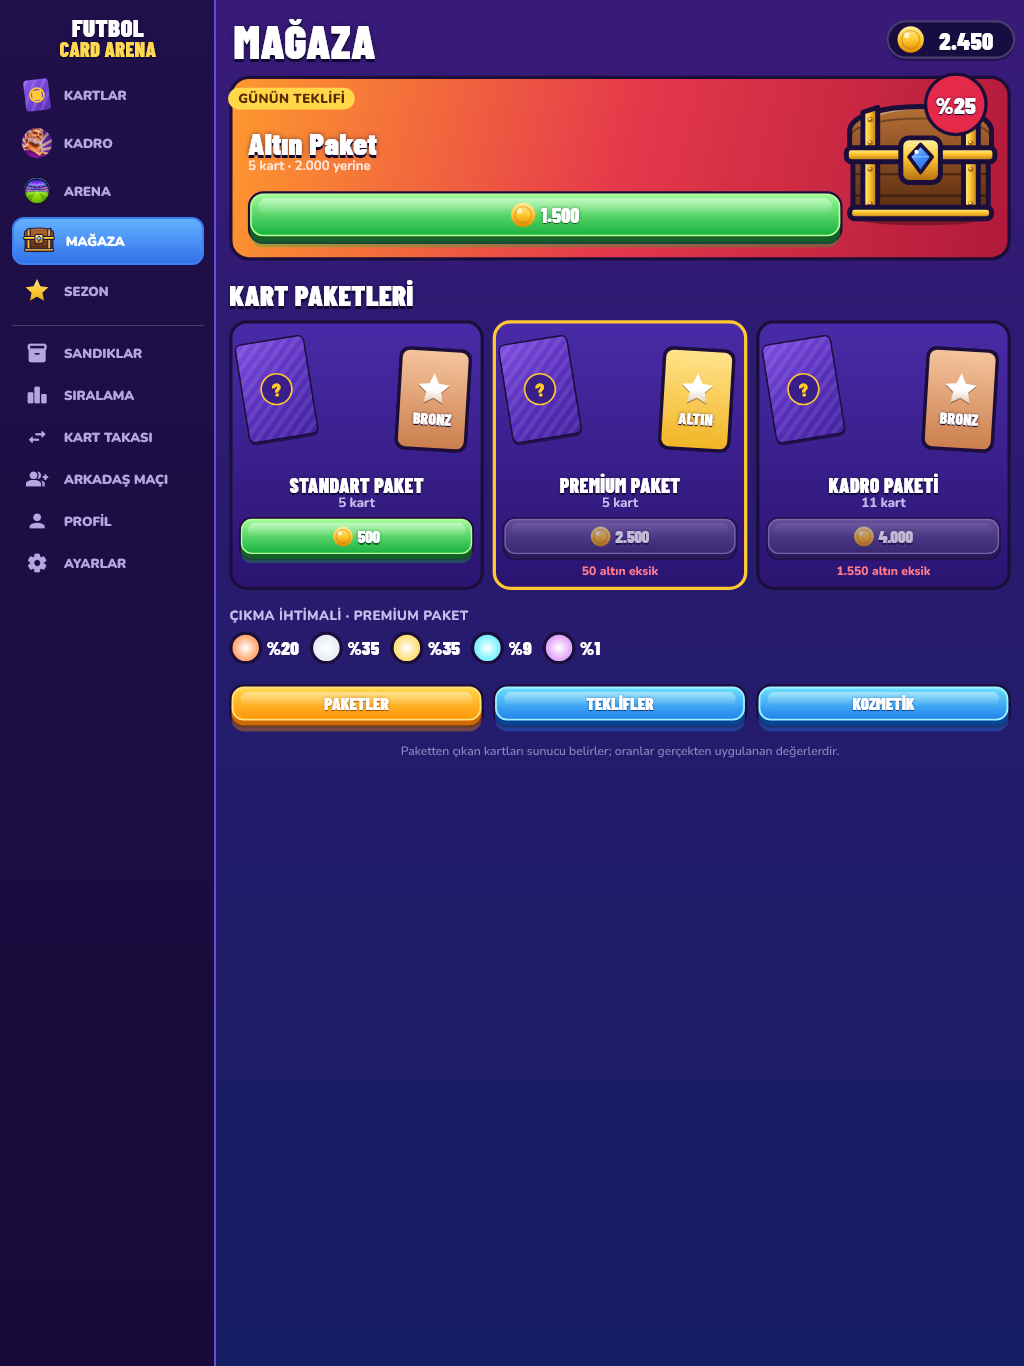 FUTBOL
CARD ARENA
KARTLAR
KADRO
ARENA
MAĞAZA
SEZON
SANDIKLAR
SIRALAMA
KART TAKASI
ARKADAŞ MAÇI
PROFİL
AYARLAR
MAĞAZA
2.450
GÜNÜN TEKLİFİ
%25
Altın Paket
5 kart · 2.000 yerine
1.500
KART PAKETLERİ
?
BRONZ
STANDART PAKET
5 kart
500
?
ALTIN
PREMİUM PAKET
5 kart
2.500
50 altın eksik
?
BRONZ
KADRO PAKETİ
11 kart
4.000
1.550 altın eksik
ÇIKMA İHTİMALİ · PREMİUM PAKET
%20 %35 %35 %9 %1
PAKETLER
TEKLİFLER
KOZMETİK
Paketten çıkan kartları sunucu belirler; oranlar gerçekten uygulanan değerlerdir.